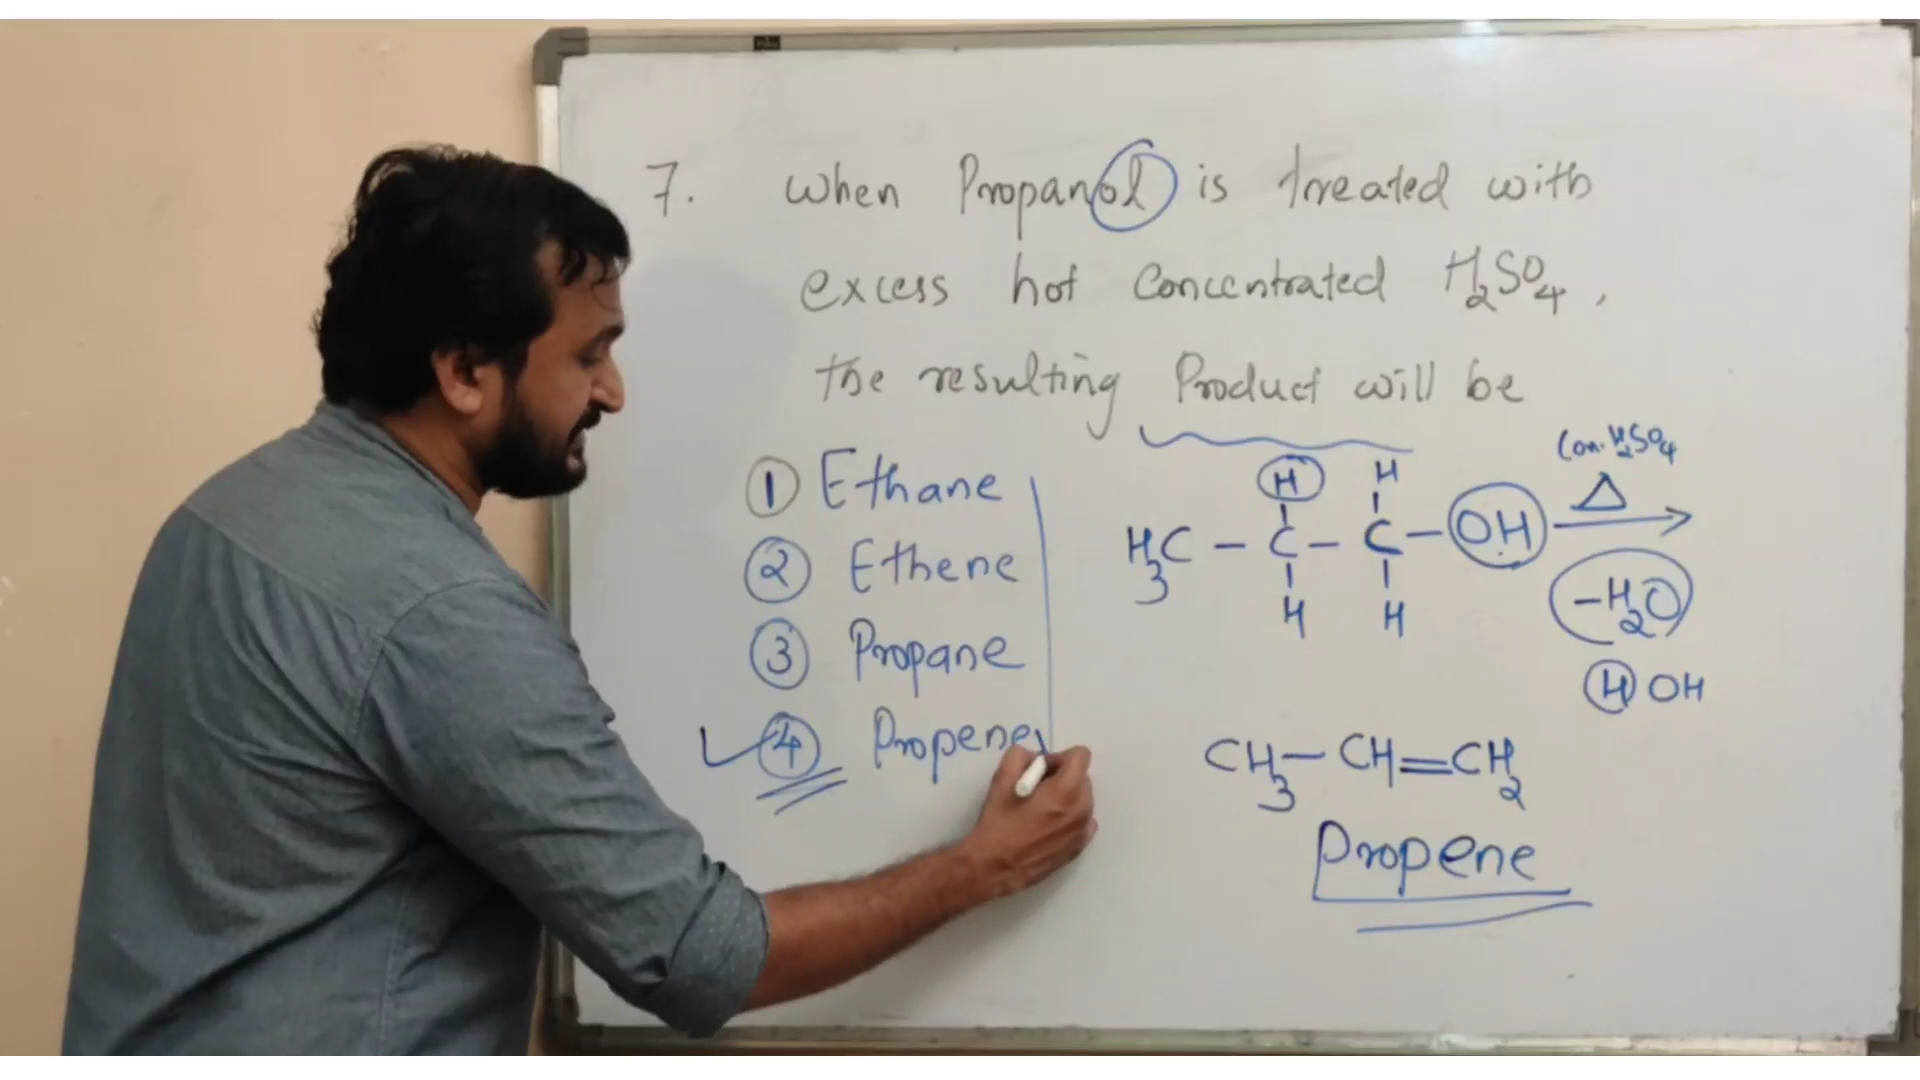 7. When Propanol is treated with
excess hot Concentrated H2SO4,
the resulting Product will be
1 Ethane
2 Ethene
3 Propane
4 Propene
Con. H2SO4
Δ
H H
H3C - C - C - OH →
H H
-H2O
H OH
CH3 - CH = CH2
Propene